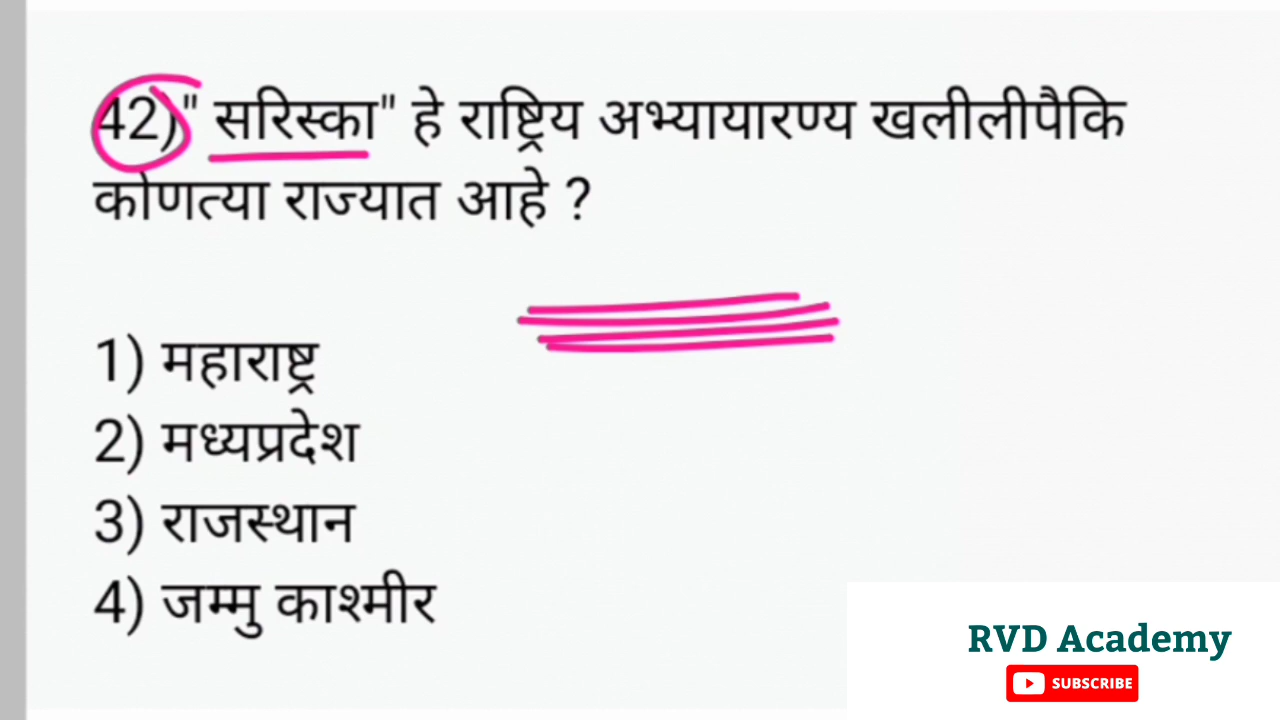 42)" सरिस्का" हे राष्ट्रिय अभ्यायारण्य खलीलीपैकि
कोणत्या राज्यात आहे ?
1) महाराष्ट्र
2) मध्यप्रदेश
3) राजस्थान
4) जम्मु काश्मीर
RVD Academy
SUBSCRIBE